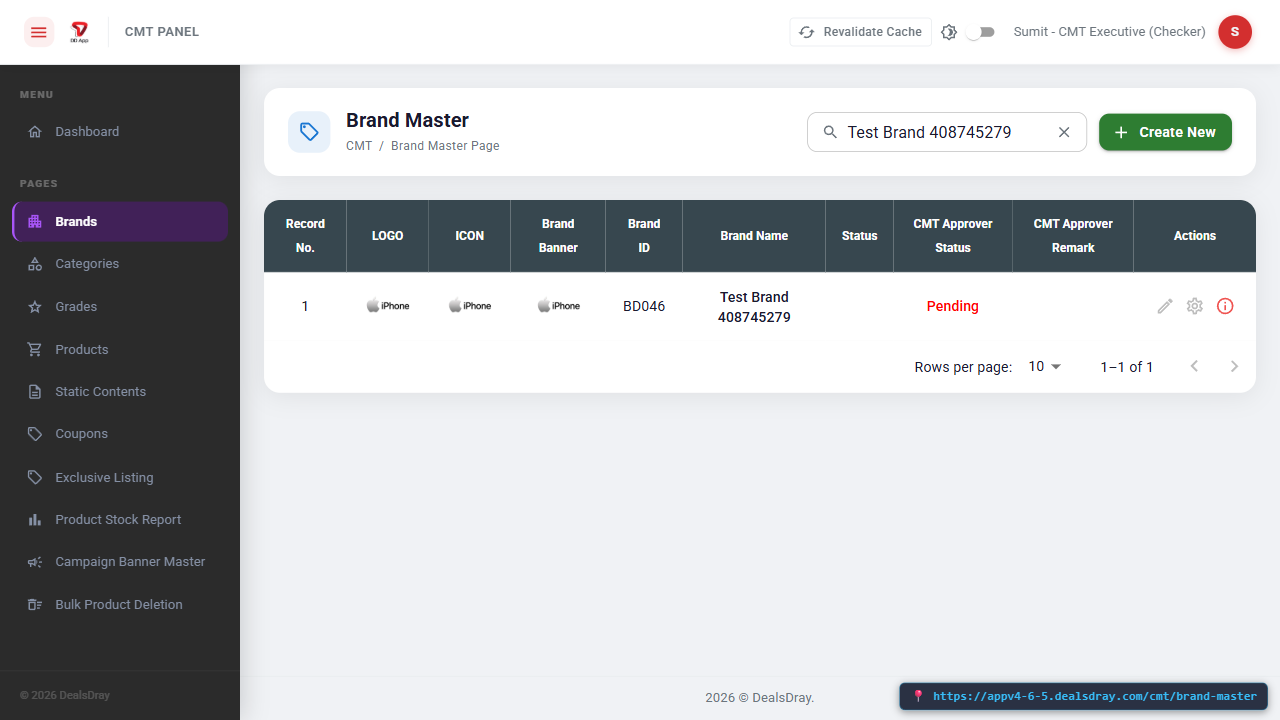 DD App
CMT PANEL
Revalidate Cache
Sumit - CMT Executive (Checker)
S
MENU
Dashboard
PAGES
Brands
Categories
Grades
Products
Static Contents
Coupons
Exclusive Listing
Product Stock Report
Campaign Banner Master
Bulk Product Deletion
© 2026 DealsDray
Brand Master
CMT / Brand Master Page
Test Brand 408745279
Create New
Record No.
LOGO
ICON
Brand Banner
Brand ID
Brand Name
Status
CMT Approver Status
CMT Approver Remark
Actions
1
iPhone
iPhone
iPhone
BD046
Test Brand 408745279
Pending
Rows per page:
10
1–1 of 1
2026 © DealsDray.
https://appv4-6-5.dealsdray.com/cmt/brand-master